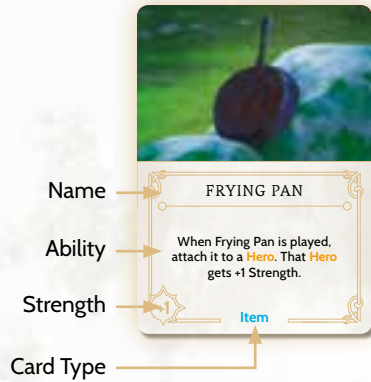 Name
FRYING PAN
Ability
When Frying Pan is played,
attach it to a Hero. That Hero
gets +1 Strength.
Strength
+1
Item
Card Type